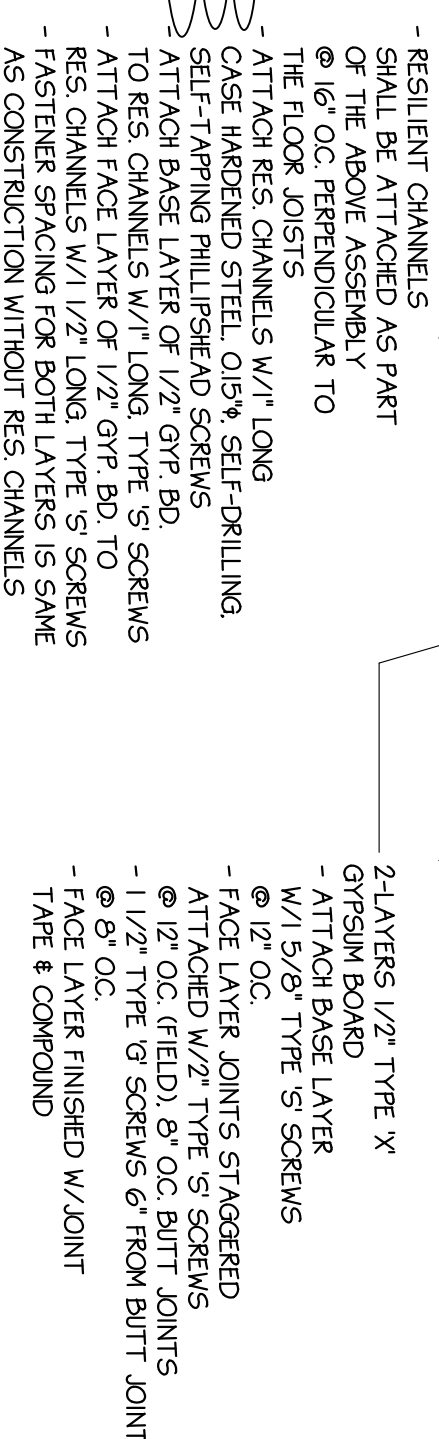 - RESILIENT CHANNELS
SHALL BE ATTACHED AS PART
OF THE ABOVE ASSEMBLY
@ 16" O.C. PERPENDICULAR TO
THE FLOOR JOISTS
- ATTACH RES. CHANNELS W/1" LONG
CASE HARDENED STEEL, 0.15"ϕ, SELF-DRILLING,
SELF-TAPPING PHILLIPSHEAD SCREWS
- ATTACH BASE LAYER OF 1/2" GYP. BD.
TO RES. CHANNELS W/1" LONG, TYPE 'S' SCREWS
- ATTACH FACE LAYER OF 1/2" GYP. BD. TO
RES. CHANNELS W/1 1/2" LONG, TYPE 'S' SCREWS
- FASTENER SPACING FOR BOTH LAYERS IS SAME
AS CONSTRUCTION WITHOUT RES. CHANNELS
2-LAYERS 1/2" TYPE 'X'
GYPSUM BOARD
- ATTACH BASE LAYER
W/1 5/8" TYPE 'S' SCREWS
@ 12" O.C.
- FACE LAYER JOINTS STAGGERED
ATTACHED W/2" TYPE 'S' SCREWS
@ 12" O.C. (FIELD), 8" O.C. BUTT JOINTS
- 1 1/2" TYPE 'G' SCREWS 6" FROM BUTT JOINT
@ 8" O.C.
- FACE LAYER FINISHED W/JOINT
TAPE & COMPOUND